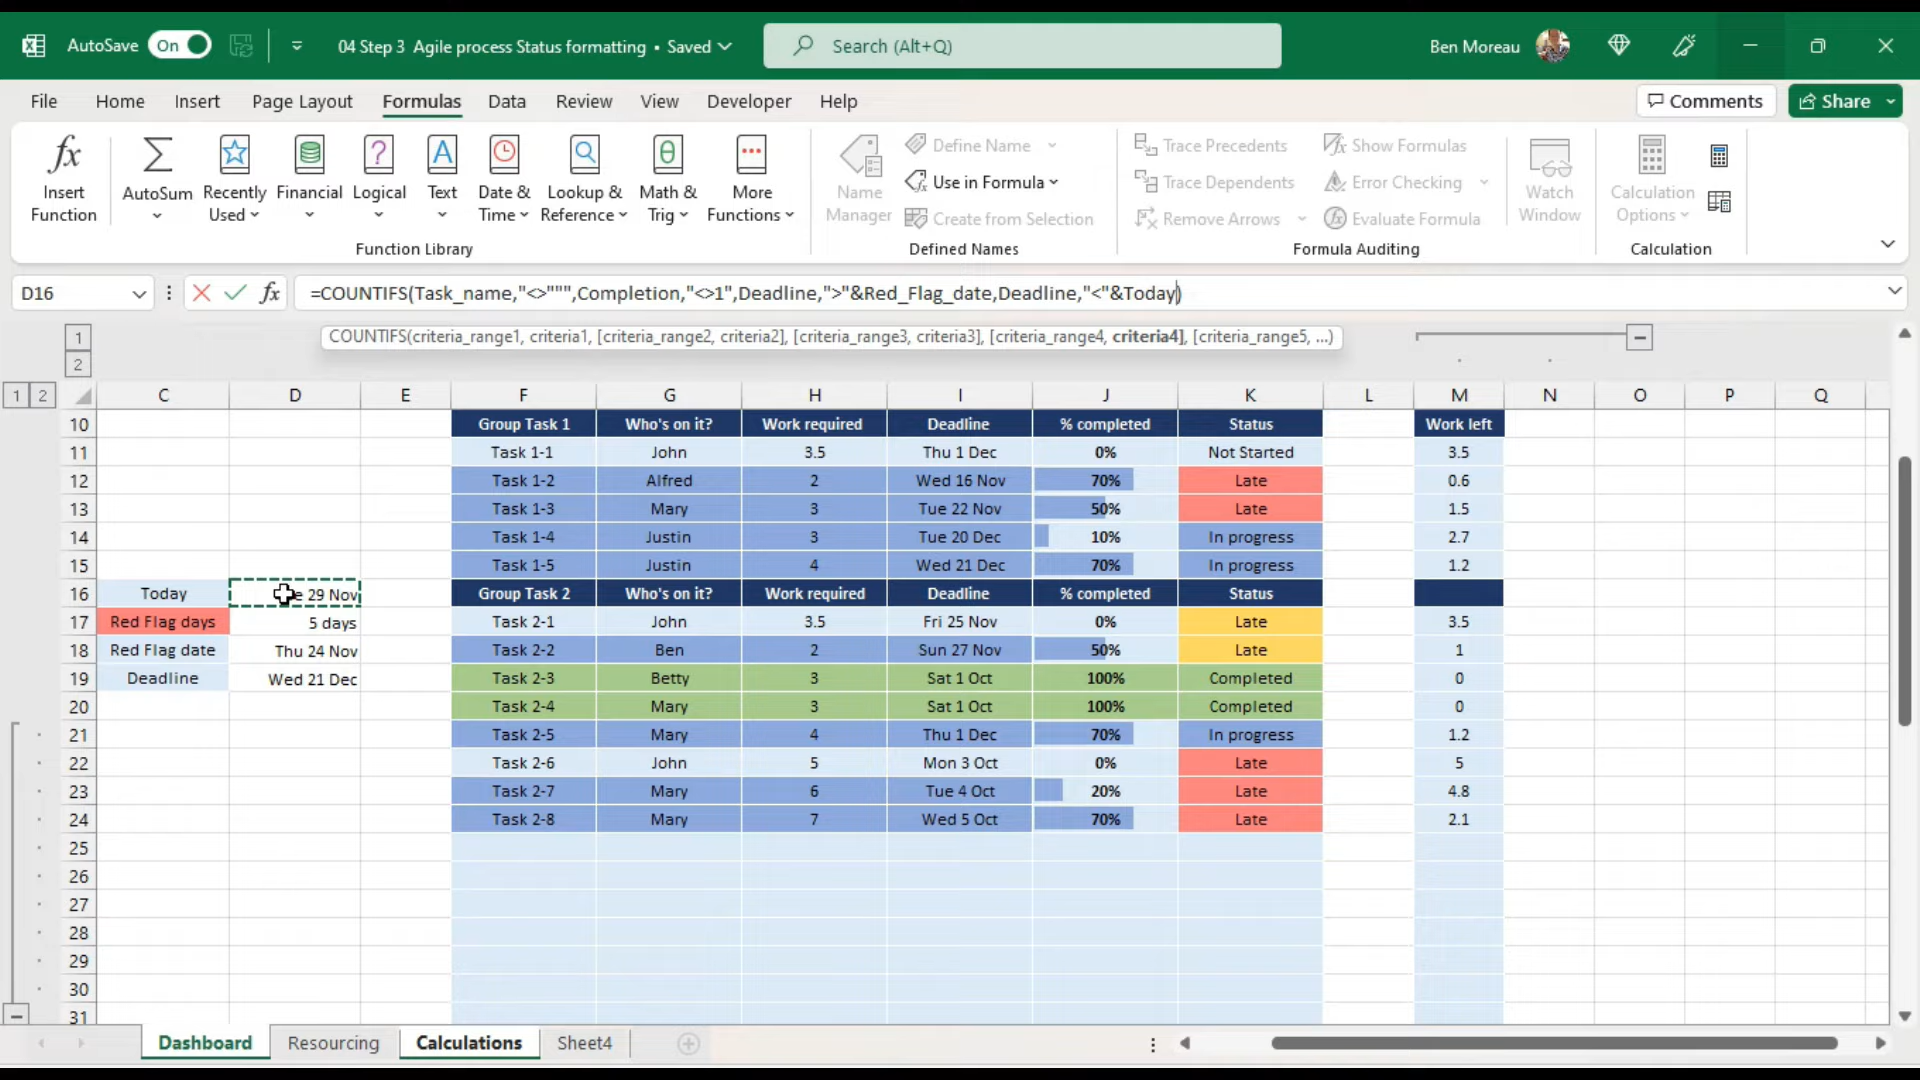 AutoSave On 04 Step 3 Agile process Status formatting • Saved Search (Alt+Q) Ben Moreau
File Home Insert Page Layout Formulas Data Review View Developer Help Comments Share
Insert Function AutoSum Recently Used Financial Logical Text Date & Time Lookup & Reference Math & Trig More Functions
Function Library
Name Manager Define Name Use in Formula Create from Selection
Defined Names
Trace Precedents Trace Dependents Remove Arrows Show Formulas Error Checking Evaluate Formula Watch Window
Formula Auditing
Calculation Options
Calculation
D16 fx =COUNTIFS(Task_name,"<>""",Completion,"<>1",Deadline,">"&Red_Flag_date,Deadline,"<"&Today)
COUNTIFS(criteria_range1, criteria1, [criteria_range2, criteria2], [criteria_range3, criteria3], [criteria_range4, criteria4], [criteria_range5, ...)
1
2
1 2 C D E F G H I J K L M N O P Q
10 Group Task 1 Who's on it? Work required Deadline % completed Status Work left
11 Task 1-1 John 3.5 Thu 1 Dec 0% Not Started 3.5
12 Task 1-2 Alfred 2 Wed 16 Nov 70% Late 0.6
13 Task 1-3 Mary 3 Tue 22 Nov 50% Late 1.5
14 Task 1-4 Justin 3 Tue 20 Dec 10% In progress 2.7
15 Task 1-5 Justin 4 Wed 21 Dec 70% In progress 1.2
16 Today 29 Nov Group Task 2 Who's on it? Work required Deadline % completed Status
17 Red Flag days 5 days Task 2-1 John 3.5 Fri 25 Nov 0% Late 3.5
18 Red Flag date Thu 24 Nov Task 2-2 Ben 2 Sun 27 Nov 50% Late 1
19 Deadline Wed 21 Dec Task 2-3 Betty 3 Sat 1 Oct 100% Completed 0
20 Task 2-4 Mary 3 Sat 1 Oct 100% Completed 0
21 Task 2-5 Mary 4 Thu 1 Dec 70% In progress 1.2
22 Task 2-6 John 5 Mon 3 Oct 0% Late 5
23 Task 2-7 Mary 6 Tue 4 Oct 20% Late 4.8
24 Task 2-8 Mary 7 Wed 5 Oct 70% Late 2.1
25
26
27
28
29
30
31
Dashboard Resourcing Calculations Sheet4